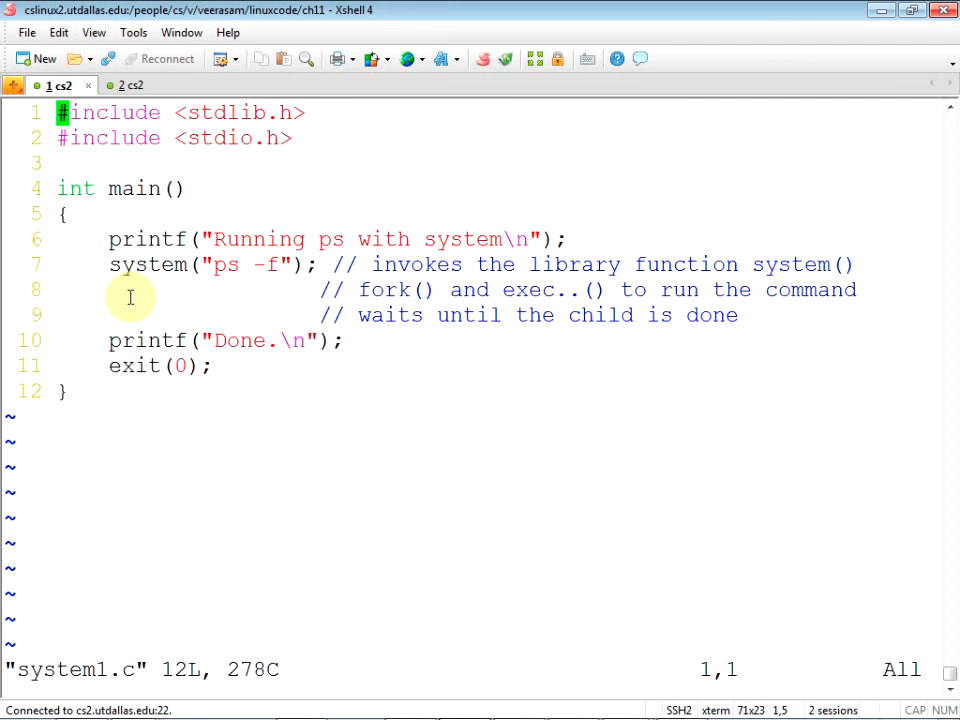 cslinux2.utdallas.edu:/people/cs/v/veerasam/linuxcode/ch11 - Xshell 4
File Edit View Tools Window Help
New Reconnect
1 cs2 × 2 cs2
1 #include <stdlib.h>
2 #include <stdio.h>
3
4 int main()
5 {
6     printf("Running ps with system\n");
7     system("ps -f"); // invokes the library function system()
8                     // fork() and exec..() to run the command
9                     // waits until the child is done
10     printf("Done.\n");
11     exit(0);
12 }
~
~
~
~
~
~
~
~
~
~
"system1.c" 12L, 278C 1,1 All
Connected to cs2.utdallas.edu:22. SSH2 xterm 71x23 1,5 2 sessions CAP NUM